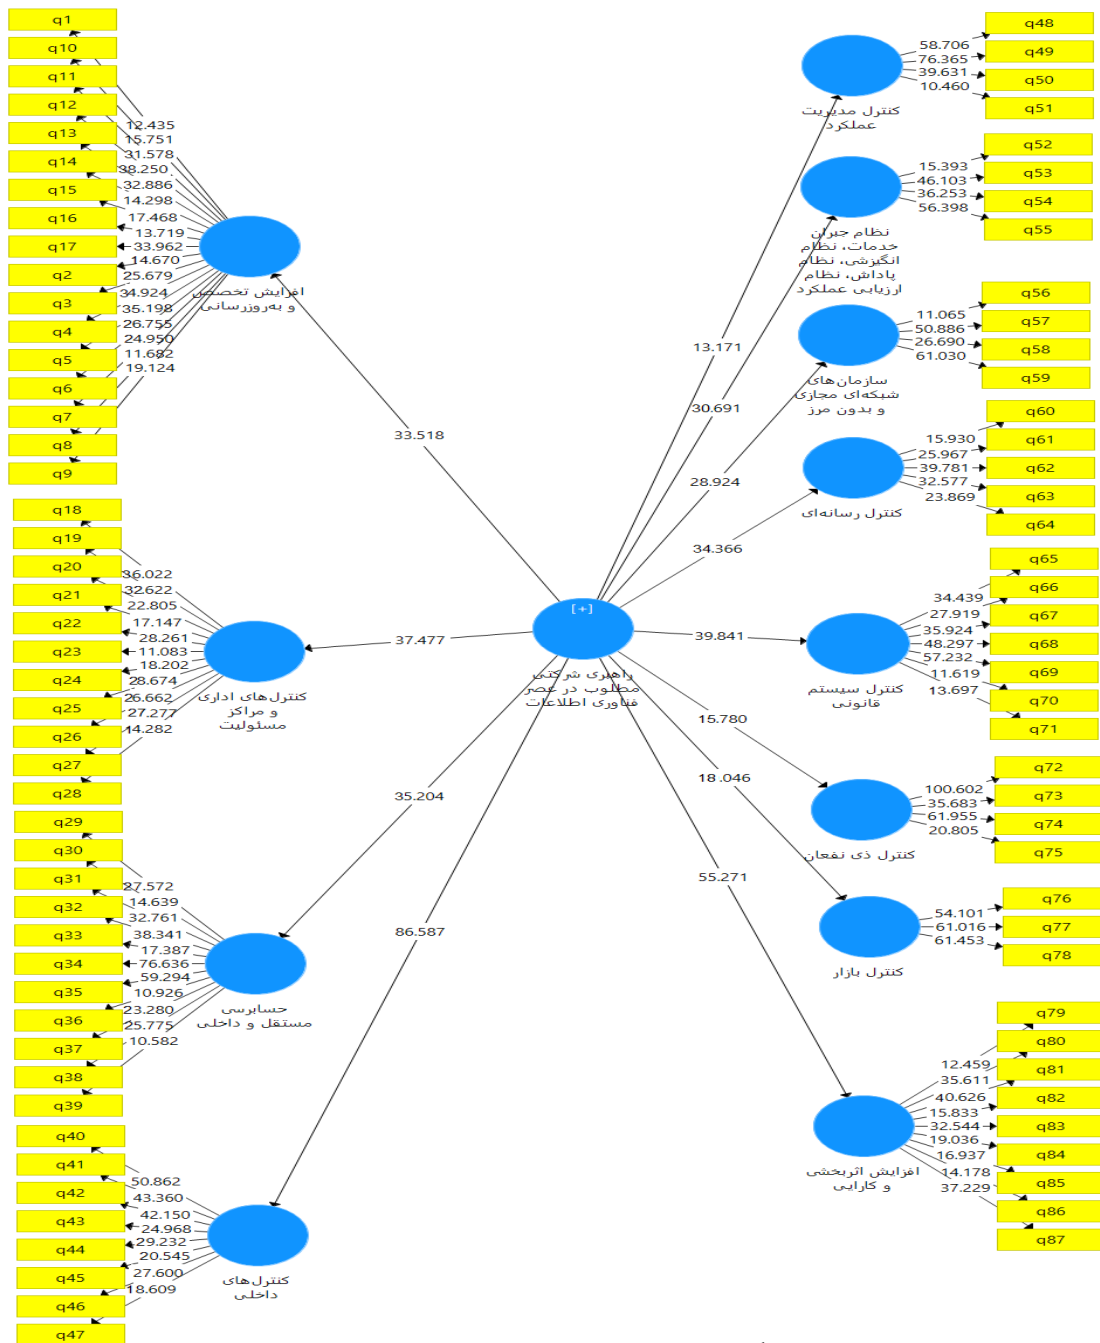 q1
q10
q11
q12
q13
q14
q15
q16
q17
q2
q3
q4
q5
q6
q7
q8
q9
12.435
15.751
31.578
38.250
32.886
14.298
17.468
13.719
33.962
14.670
25.679
34.924
35.198
26.755
24.950
11.682
19.124
افزایش تخصص
و به‌روزرسانی
33.518
q18
q19
q20
q21
q22
q23
q24
q25
q26
q27
q28
36.022
32.622
22.805
17.147
28.261
11.083
18.202
28.674
26.662
27.277
14.282
کنترل‌های اداری
و مراکز
مسئولیت
37.477
q29
q30
q31
q32
q33
q34
q35
q36
q37
q38
q39
27.572
14.639
32.761
38.341
17.387
76.636
59.294
10.926
23.280
25.775
10.582
حسابرسی
مستقل و داخلی
35.204
q40
q41
q42
q43
q44
q45
q46
q47
50.862
43.360
42.150
24.968
29.232
20.545
27.600
18.609
کنترل‌های
داخلی
86.587
[+]
راهبری شرکتی
مطلوب در عصر
فناوری اطلاعات
13.171
کنترل مدیریت
عملکرد
58.706
76.365
39.631
10.460
q48
q49
q50
q51
30.691
نظام جبران
خدمات، نظام
انگیزشی، نظام
پاداش، نظام
ارزیابی عملکرد
15.393
46.103
36.253
56.398
q52
q53
q54
q55
28.924
سازمان‌های
شبکه‌ای مجازی
و بدون مرز
11.065
50.886
26.690
61.030
q56
q57
q58
q59
34.366
کنترل رسانه‌ای
15.930
25.967
39.781
32.577
23.869
q60
q61
q62
q63
q64
39.841
کنترل سیستم
قانونی
34.439
27.919
35.924
48.297
57.232
11.619
13.697
q65
q66
q67
q68
q69
q70
q71
15.780
کنترل ذی نفعان
100.602
35.683
61.955
20.805
q72
q73
q74
q75
18.046
کنترل بازار
54.101
61.016
61.453
q76
q77
q78
55.271
افزایش اثربخشی
و کارایی
12.459
35.611
40.626
15.833
32.544
19.036
16.937
14.178
37.229
q79
q80
q81
q82
q83
q84
q85
q86
q87